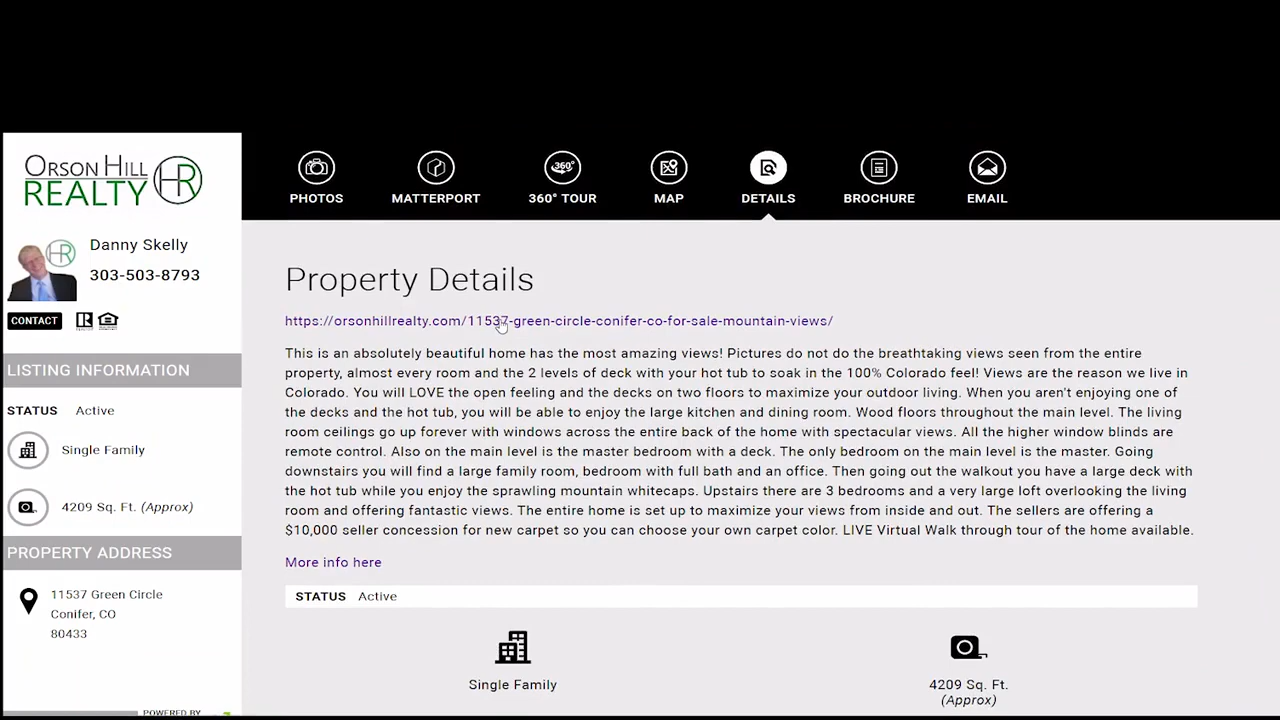 ORSON HILL
REALTY HR
Danny Skelly
303-503-8793
CONTACT
LISTING INFORMATION
STATUS Active
Single Family
4209 Sq. Ft. (Approx)
PROPERTY ADDRESS
11537 Green Circle
Conifer, CO
80433
POWERED BY
PHOTOS
MATTERPORT
360°
360° TOUR
MAP
DETAILS
BROCHURE
EMAIL
Property Details
https://orsonhillrealty.com/11537-green-circle-conifer-co-for-sale-mountain-views/
This is an absolutely beautiful home has the most amazing views! Pictures do not do the breathtaking views seen from the entire
property, almost every room and the 2 levels of deck with your hot tub to soak in the 100% Colorado feel! Views are the reason we live in
Colorado. You will LOVE the open feeling and the decks on two floors to maximize your outdoor living. When you aren't enjoying one of
the decks and the hot tub, you will be able to enjoy the large kitchen and dining room. Wood floors throughout the main level. The living
room ceilings go up forever with windows across the entire back of the home with spectacular views. All the higher window blinds are
remote control. Also on the main level is the master bedroom with a deck. The only bedroom on the main level is the master. Going
downstairs you will find a large family room, bedroom with full bath and an office. Then going out the walkout you have a large deck with
the hot tub while you enjoy the sprawling mountain whitecaps. Upstairs there are 3 bedrooms and a very large loft overlooking the living
room and offering fantastic views. The entire home is set up to maximize your views from inside and out. The sellers are offering a
$10,000 seller concession for new carpet so you can choose your own carpet color. LIVE Virtual Walk through tour of the home available.
More info here
STATUS Active
Single Family
4209 Sq. Ft.
(Approx)